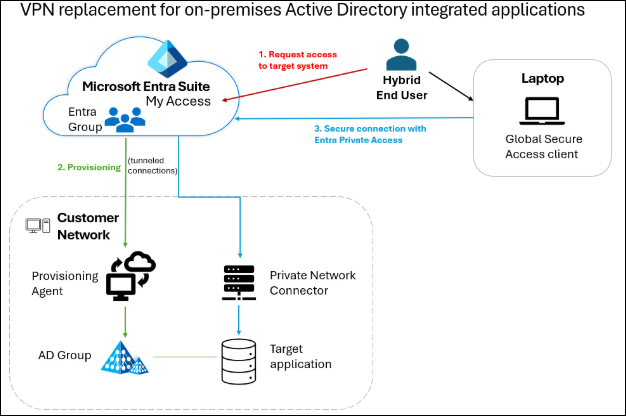 VPN replacement for on-premises Active Directory integrated applications
1. Request access
to target system
Hybrid
End User
Laptop
Global Secure
Access client
Microsoft Entra Suite
My Access
Entra
Group
3. Secure connection with
Entra Private Access
2. Provisioning
(tunneled
connections)
Customer
Network
Provisioning
Agent
Private Network
Connector
AD Group
Target
application